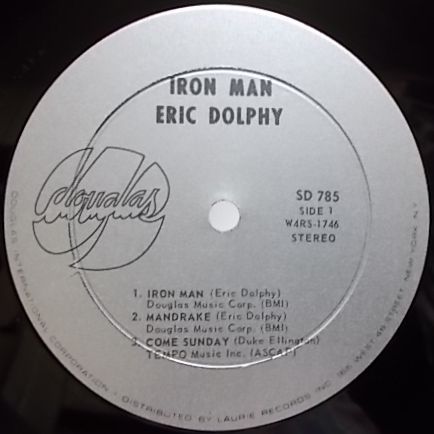 IRON MAN
ERIC DOLPHY
douglas
SD 785
SIDE 1
W4RS-1746
STEREO
1. IRON MAN (Eric Dolphy)
Douglas Music Corp. (BMI)
2. MANDRAKE (Eric Dolphy)
Douglas Music Corp. (BMI)
3. COME SUNDAY (Duke Ellington)
TEMPO Music Inc. (ASCAP)
DOUGLAS INTERNATIONAL CORPORATION - DISTRIBUTED BY LAURIE RECORDS INC. 165 WEST 46 STREET, NEW YORK, N.Y.